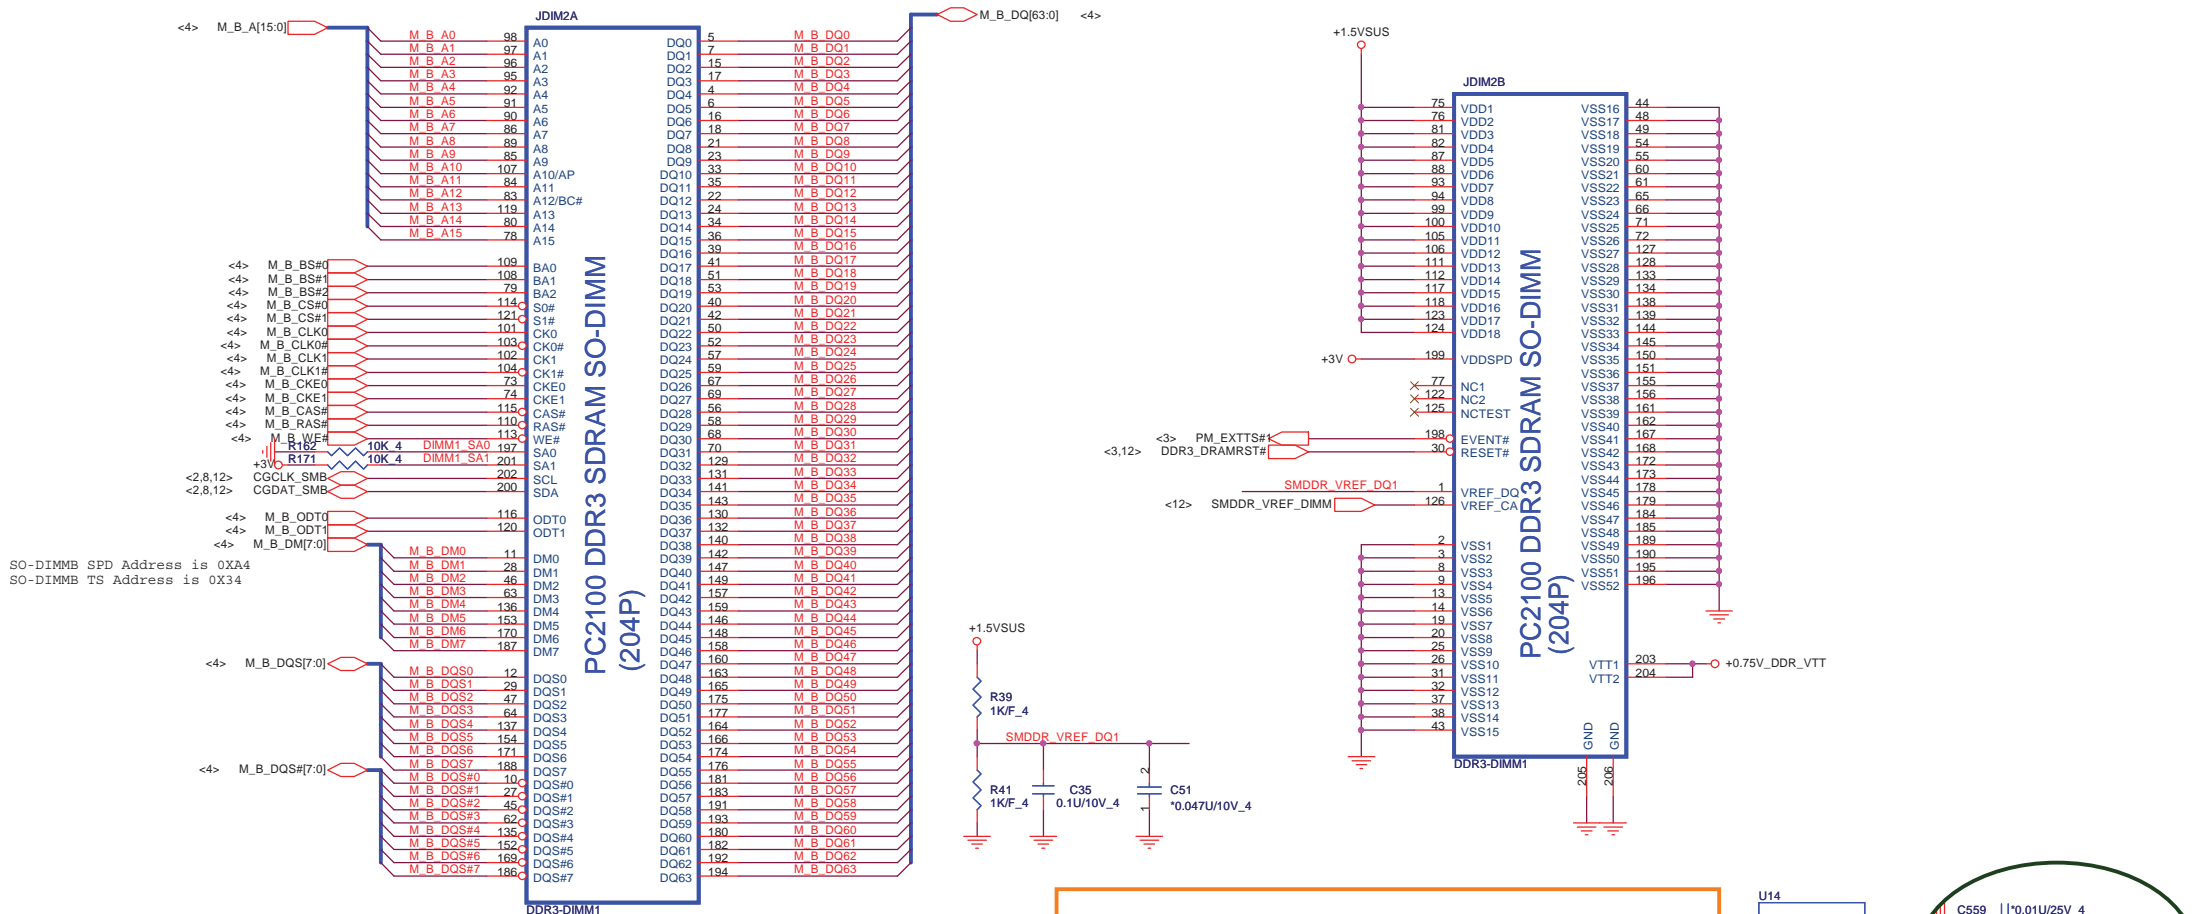 JDIM2A
<4> M_B_A[15:0]
M_B_DQ[63:0] <4>
M_B_A0 98 A0
M_B_A1 97 A1
M_B_A2 96 A2
M_B_A3 95 A3
M_B_A4 92 A4
M_B_A5 91 A5
M_B_A6 90 A6
M_B_A7 86 A7
M_B_A8 89 A8
M_B_A9 85 A9
M_B_A10 107 A10/AP
M_B_A11 84 A11
M_B_A12 83 A12/BC#
M_B_A13 119 A13
M_B_A14 80 A14
M_B_A15 78 A15
<4> M_B_BS#0 109 BA0
<4> M_B_BS#1 108 BA1
<4> M_B_BS#2 79 BA2
<4> M_B_CS#0 114 S0#
<4> M_B_CS#1 121 S1#
<4> M_B_CLK0 101 CK0
<4> M_B_CLK0# 103 CK0#
<4> M_B_CLK1 102 CK1
<4> M_B_CLK1# 104 CK1#
<4> M_B_CKE0 73 CKE0
<4> M_B_CKE1 74 CKE1
<4> M_B_CAS# 115 CAS#
<4> M_B_RAS# 110 RAS#
<4> M_B_WE# 113 WE#
R162 10K_4 DIMM1_SA0 197 SA0
+3V R171 10K_4 DIMM1_SA1 201 SA1
<2,8,12> CGCLK_SMB 202 SCL
<2,8,12> CGDAT_SMB 200 SDA
<4> M_B_ODT0 116 ODT0
<4> M_B_ODT1 120 ODT1
<4> M_B_DM[7:0]
SO-DIMMB SPD Address is 0XA4
SO-DIMMB TS Address is 0X34
M_B_DM0 11 DM0
M_B_DM1 28 DM1
M_B_DM2 46 DM2
M_B_DM3 63 DM3
M_B_DM4 136 DM4
M_B_DM5 153 DM5
M_B_DM6 170 DM6
M_B_DM7 187 DM7
<4> M_B_DQS[7:0]
M_B_DQS0 12 DQS0
M_B_DQS1 29 DQS1
M_B_DQS2 47 DQS2
M_B_DQS3 64 DQS3
M_B_DQS4 137 DQS4
M_B_DQS5 154 DQS5
M_B_DQS6 171 DQS6
M_B_DQS7 188 DQS7
<4> M_B_DQS#[7:0]
M_B_DQS#0 10 DQS#0
M_B_DQS#1 27 DQS#1
M_B_DQS#2 45 DQS#2
M_B_DQS#3 62 DQS#3
M_B_DQS#4 135 DQS#4
M_B_DQS#5 152 DQS#5
M_B_DQS#6 169 DQS#6
M_B_DQS#7 186 DQS#7
PC2100 DDR3 SDRAM SO-DIMM
(204P)
DQ0 5 M_B_DQ0
DQ1 7 M_B_DQ1
DQ2 15 M_B_DQ2
DQ3 17 M_B_DQ3
DQ4 4 M_B_DQ4
DQ5 6 M_B_DQ5
DQ6 16 M_B_DQ6
DQ7 18 M_B_DQ7
DQ8 21 M_B_DQ8
DQ9 23 M_B_DQ9
DQ10 33 M_B_DQ10
DQ11 35 M_B_DQ11
DQ12 22 M_B_DQ12
DQ13 24 M_B_DQ13
DQ14 34 M_B_DQ14
DQ15 36 M_B_DQ15
DQ16 39 M_B_DQ16
DQ17 41 M_B_DQ17
DQ18 51 M_B_DQ18
DQ19 53 M_B_DQ19
DQ20 40 M_B_DQ20
DQ21 42 M_B_DQ21
DQ22 50 M_B_DQ22
DQ23 52 M_B_DQ23
DQ24 57 M_B_DQ24
DQ25 59 M_B_DQ25
DQ26 67 M_B_DQ26
DQ27 69 M_B_DQ27
DQ28 56 M_B_DQ28
DQ29 58 M_B_DQ29
DQ30 68 M_B_DQ30
DQ31 70 M_B_DQ31
DQ32 129 M_B_DQ32
DQ33 131 M_B_DQ33
DQ34 141 M_B_DQ34
DQ35 143 M_B_DQ35
DQ36 130 M_B_DQ36
DQ37 132 M_B_DQ37
DQ38 140 M_B_DQ38
DQ39 142 M_B_DQ39
DQ40 147 M_B_DQ40
DQ41 149 M_B_DQ41
DQ42 157 M_B_DQ42
DQ43 159 M_B_DQ43
DQ44 146 M_B_DQ44
DQ45 148 M_B_DQ45
DQ46 158 M_B_DQ46
DQ47 160 M_B_DQ47
DQ48 163 M_B_DQ48
DQ49 165 M_B_DQ49
DQ50 175 M_B_DQ50
DQ51 177 M_B_DQ51
DQ52 164 M_B_DQ52
DQ53 166 M_B_DQ53
DQ54 174 M_B_DQ54
DQ55 176 M_B_DQ55
DQ56 181 M_B_DQ56
DQ57 183 M_B_DQ57
DQ58 191 M_B_DQ58
DQ59 193 M_B_DQ59
DQ60 180 M_B_DQ60
DQ61 182 M_B_DQ61
DQ62 192 M_B_DQ62
DQ63 194 M_B_DQ63
DDR3-DIMM1
+1.5VSUS
R39
1K/F_4
SMDDR_VREF_DQ1
R41
1K/F_4
C35
0.1U/10V_4
2
C51
*0.047U/10V_4
1
+1.5VSUS
JDIM2B
75 VDD1
76 VDD2
81 VDD3
82 VDD4
87 VDD5
88 VDD6
93 VDD7
94 VDD8
99 VDD9
100 VDD10
105 VDD11
106 VDD12
111 VDD13
112 VDD14
117 VDD15
118 VDD16
123 VDD17
124 VDD18
+3V 199 VDDSPD
77 NC1
122 NC2
125 NCTEST
<3> PM_EXTTS#1 198 EVENT#
<3,12> DDR3_DRAMRST# 30 RESET#
SMDDR_VREF_DQ1 1 VREF_DQ
<12> SMDDR_VREF_DIMM 126 VREF_CA
2 VSS1
3 VSS2
8 VSS3
9 VSS4
13 VSS5
14 VSS6
19 VSS7
20 VSS8
25 VSS9
26 VSS10
31 VSS11
32 VSS12
37 VSS13
38 VSS14
43 VSS15
PC2100 DDR3 SDRAM SO-DIMM
(204P)
VSS16 44
VSS17 48
VSS18 49
VSS19 54
VSS20 55
VSS21 60
VSS22 61
VSS23 65
VSS24 66
VSS25 71
VSS26 72
VSS27 127
VSS28 128
VSS29 133
VSS30 134
VSS31 138
VSS32 139
VSS33 144
VSS34 145
VSS35 150
VSS36 151
VSS37 155
VSS38 156
VSS39 161
VSS40 162
VSS41 167
VSS42 168
VSS43 172
VSS44 173
VSS45 178
VSS46 179
VSS47 184
VSS48 185
VSS49 189
VSS50 190
VSS51 195
VSS52 196
VTT1 203 +0.75V_DDR_VTT
VTT2 204
GND GND
205 206
DDR3-DIMM1
U14
C559 *0.01U/25V_4